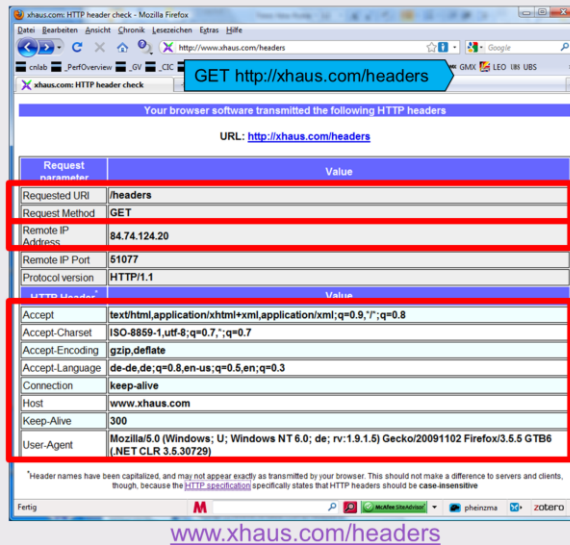 xhaus.com: HTTP header check - Mozilla Firefox
Datei Bearbeiten Ansicht Chronik Lesezeichen Extras Hilfe
http://www.xhaus.com/headers
Google
cnlab _PerfOverview _GV _CIC
GMX LEO UBS
GET http://xhaus.com/headers
xhaus.com: HTTP header check
Your browser software transmitted the following HTTP headers
URL: http://xhaus.com/headers
Request parameter Value
Requested URI /headers
Request Method GET
Remote IP Address 84.74.124.20
Remote IP Port 51077
Protocol version HTTP/1.1
HTTP Header* Value
Accept text/html,application/xhtml+xml,application/xml;q=0.9,*/*;q=0.8
Accept-Charset ISO-8859-1,utf-8;q=0.7,*;q=0.7
Accept-Encoding gzip,deflate
Accept-Language de-de,de;q=0.8,en-us;q=0.5,en;q=0.3
Connection keep-alive
Host www.xhaus.com
Keep-Alive 300
User-Agent Mozilla/5.0 (Windows; U; Windows NT 6.0; de; rv:1.9.1.5) Gecko/20091102 Firefox/3.5.5 GTB6
(.NET CLR 3.5.30729)
*Header names have been capitalized, and may not appear exactly as transmitted by your browser. This should not make a difference to servers and clients,
though, because the HTTP specification specifically states that HTTP headers should be case-insensitive
Fertig
McAfee SiteAdvisor
pheinzma
zotero
www.xhaus.com/headers